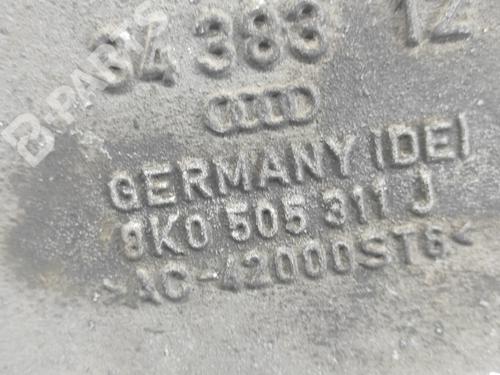 34 383 12
GERMANY (DE)
8K0 505 311 J
>AC-42000ST6<
B-PARTS